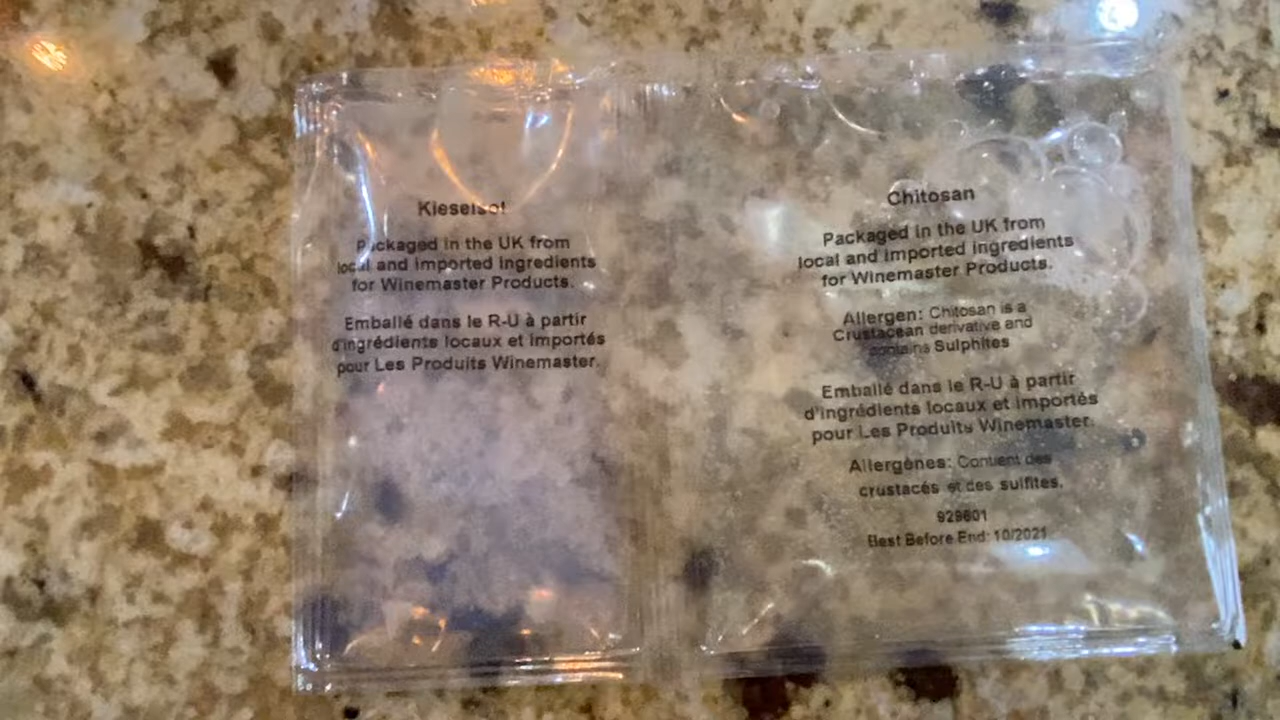 Kieselsol
Packaged in the UK from
local and imported ingredients
for Winemaster Products.
Emballé dans le R-U à partir
d'ingrédients locaux et importés
pour Les Produits Winemaster.
Chitosan
Packaged in the UK from
local and imported ingredients
for Winemaster Products.
Allergen: Chitosan is a
Crustacean derivative and
contains Sulphites
Emballé dans le R-U à partir
d'ingrédients locaux et importés
pour Les Produits Winemaster.
Allergènes: Contient des
crustacés et des sulfites.
929801
Best Before End: 10/2021